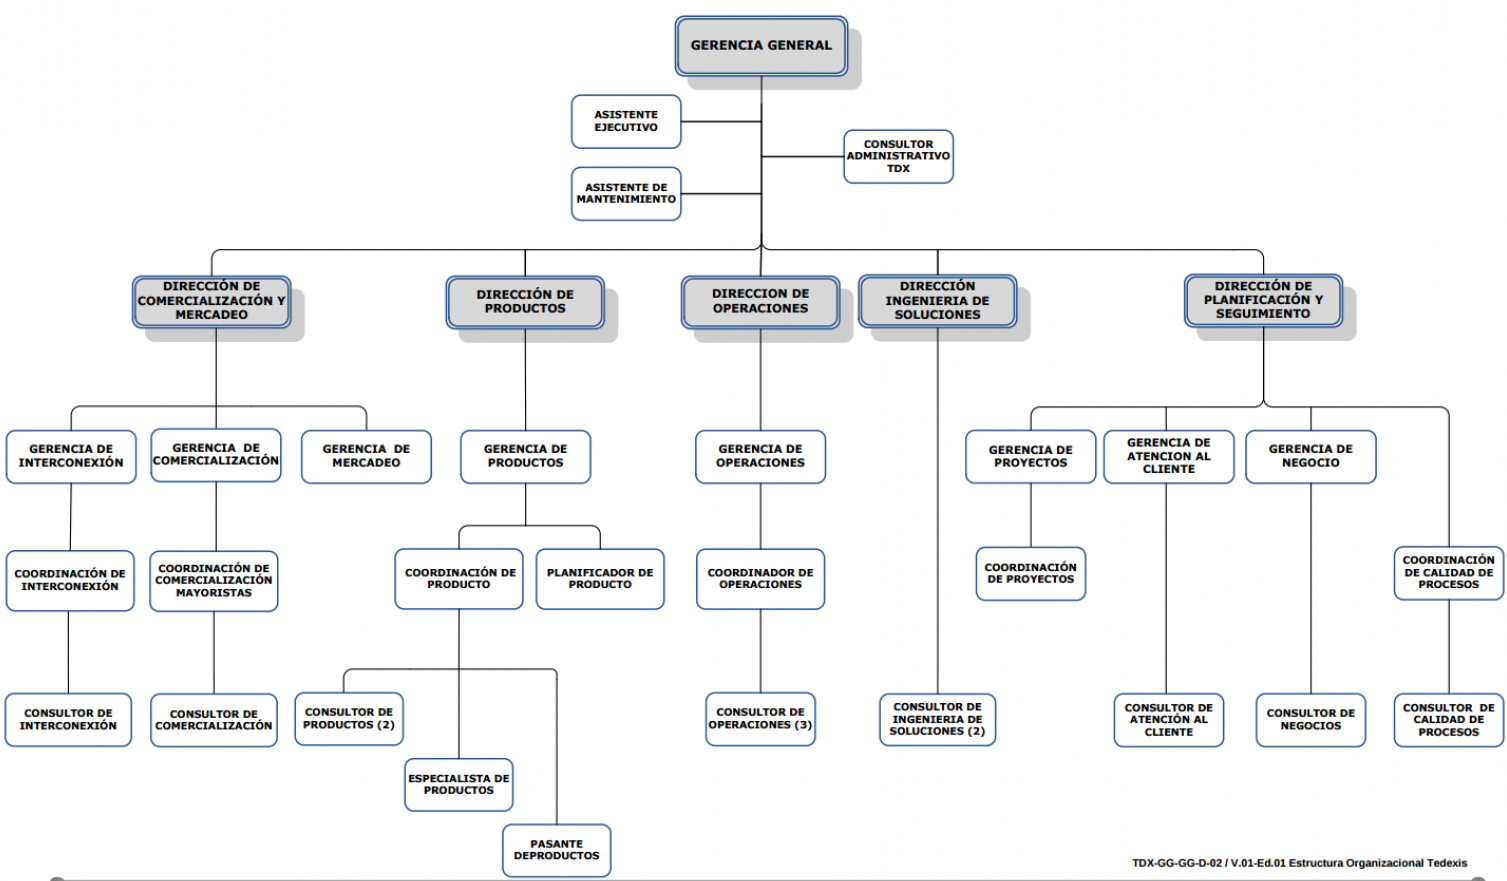 GERENCIA GENERAL
ASISTENTE
EJECUTIVO
CONSULTOR
ADMINISTRATIVO
TDX
ASISTENTE DE
MANTENIMIENTO
DIRECCIÓN DE
COMERCIALIZACIÓN Y
MERCADEO
DIRECCIÓN DE
PRODUCTOS
DIRECCION DE
OPERACIONES
DIRECCIÓN
INGENIERIA DE
SOLUCIONES
DIRECCIÓN DE
PLANIFICACIÓN Y
SEGUIMIENTO
GERENCIA DE
INTERCONEXIÓN
GERENCIA DE
COMERCIALIZACIÓN
GERENCIA DE
MERCADEO
GERENCIA DE
PRODUCTOS
GERENCIA DE
OPERACIONES
GERENCIA DE
PROYECTOS
GERENCIA DE
ATENCION AL
CLIENTE
GERENCIA DE
NEGOCIO
COORDINACIÓN DE
INTERCONEXIÓN
COORDINACIÓN DE
COMERCIALIZACIÓN
MAYORISTAS
COORDINACIÓN DE
PRODUCTO
PLANIFICADOR DE
PRODUCTO
COORDINADOR DE
OPERACIONES
COORDINACIÓN
DE PROYECTOS
COORDINACIÓN
DE CALIDAD DE
PROCESOS
CONSULTOR DE
INTERCONEXIÓN
CONSULTOR DE
COMERCIALIZACIÓN
CONSULTOR DE
PRODUCTOS (2)
CONSULTOR DE
OPERACIONES (3)
CONSULTOR DE
INGENIERIA DE
SOLUCIONES (2)
CONSULTOR DE
ATENCIÓN AL
CLIENTE
CONSULTOR DE
NEGOCIOS
CONSULTOR DE
CALIDAD DE
PROCESOS
ESPECIALISTA DE
PRODUCTOS
PASANTE
DEPRODUCTOS
TDX-GG-GG-D-02 / V.01-Ed.01 Estructura Organizacional Tedexis